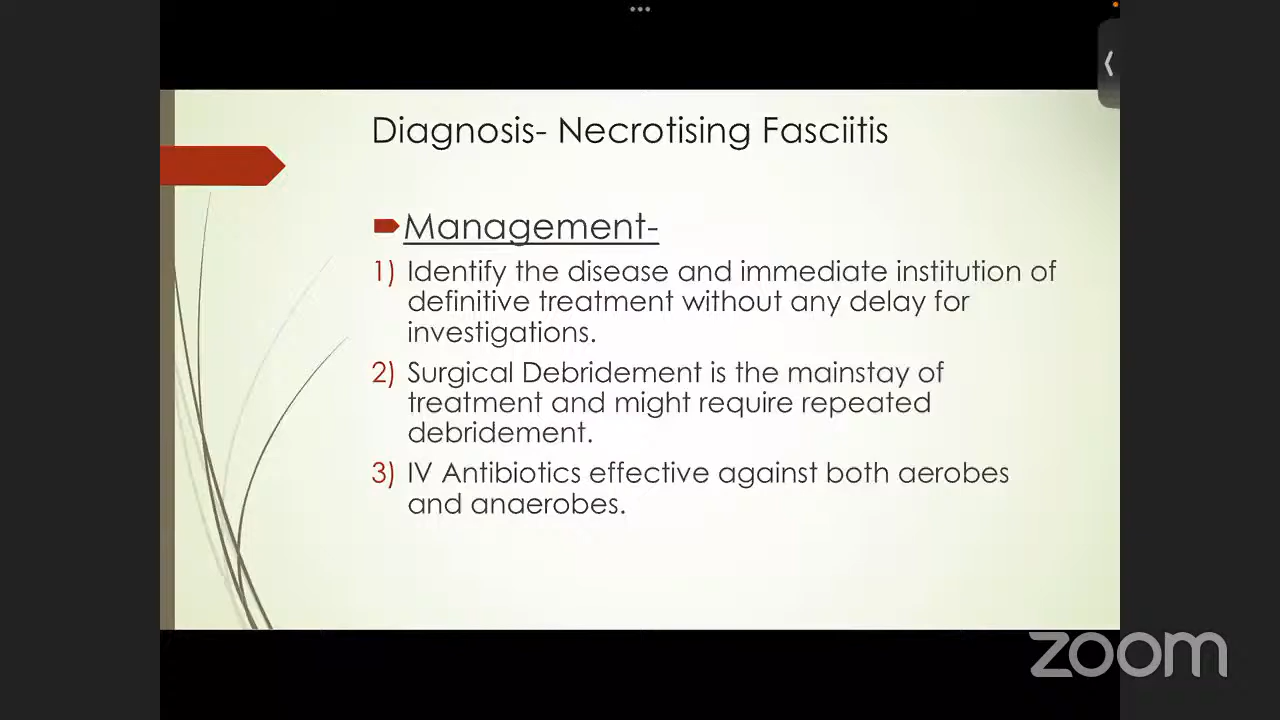 Diagnosis- Necrotising Fasciitis
Management-
1) Identify the disease and immediate institution of
definitive treatment without any delay for
investigations.
2) Surgical Debridement is the mainstay of
treatment and might require repeated
debridement.
3) IV Antibiotics effective against both aerobes
and anaerobes.
zoom